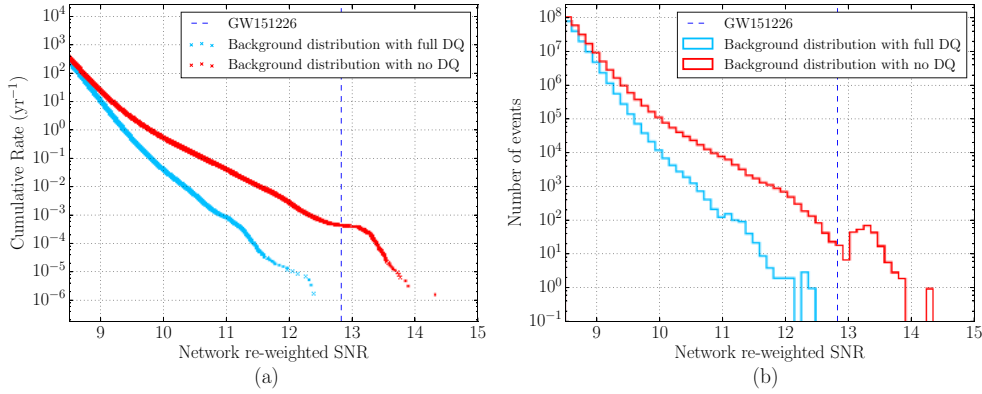 GW151226
Background distribution with full DQ
Background distribution with no DQ
Cumulative Rate (yr⁻¹)
10⁴
10³
10²
10¹
10⁰
10⁻¹
10⁻²
10⁻³
10⁻⁴
10⁻⁵
10⁻⁶
9 10 11 12 13 14 15
Network re-weighted SNR
(a)
GW151226
Background distribution with full DQ
Background distribution with no DQ
Number of events
10⁸
10⁷
10⁶
10⁵
10⁴
10³
10²
10¹
10⁰
10⁻¹
9 10 11 12 13 14 15
Network re-weighted SNR
(b)